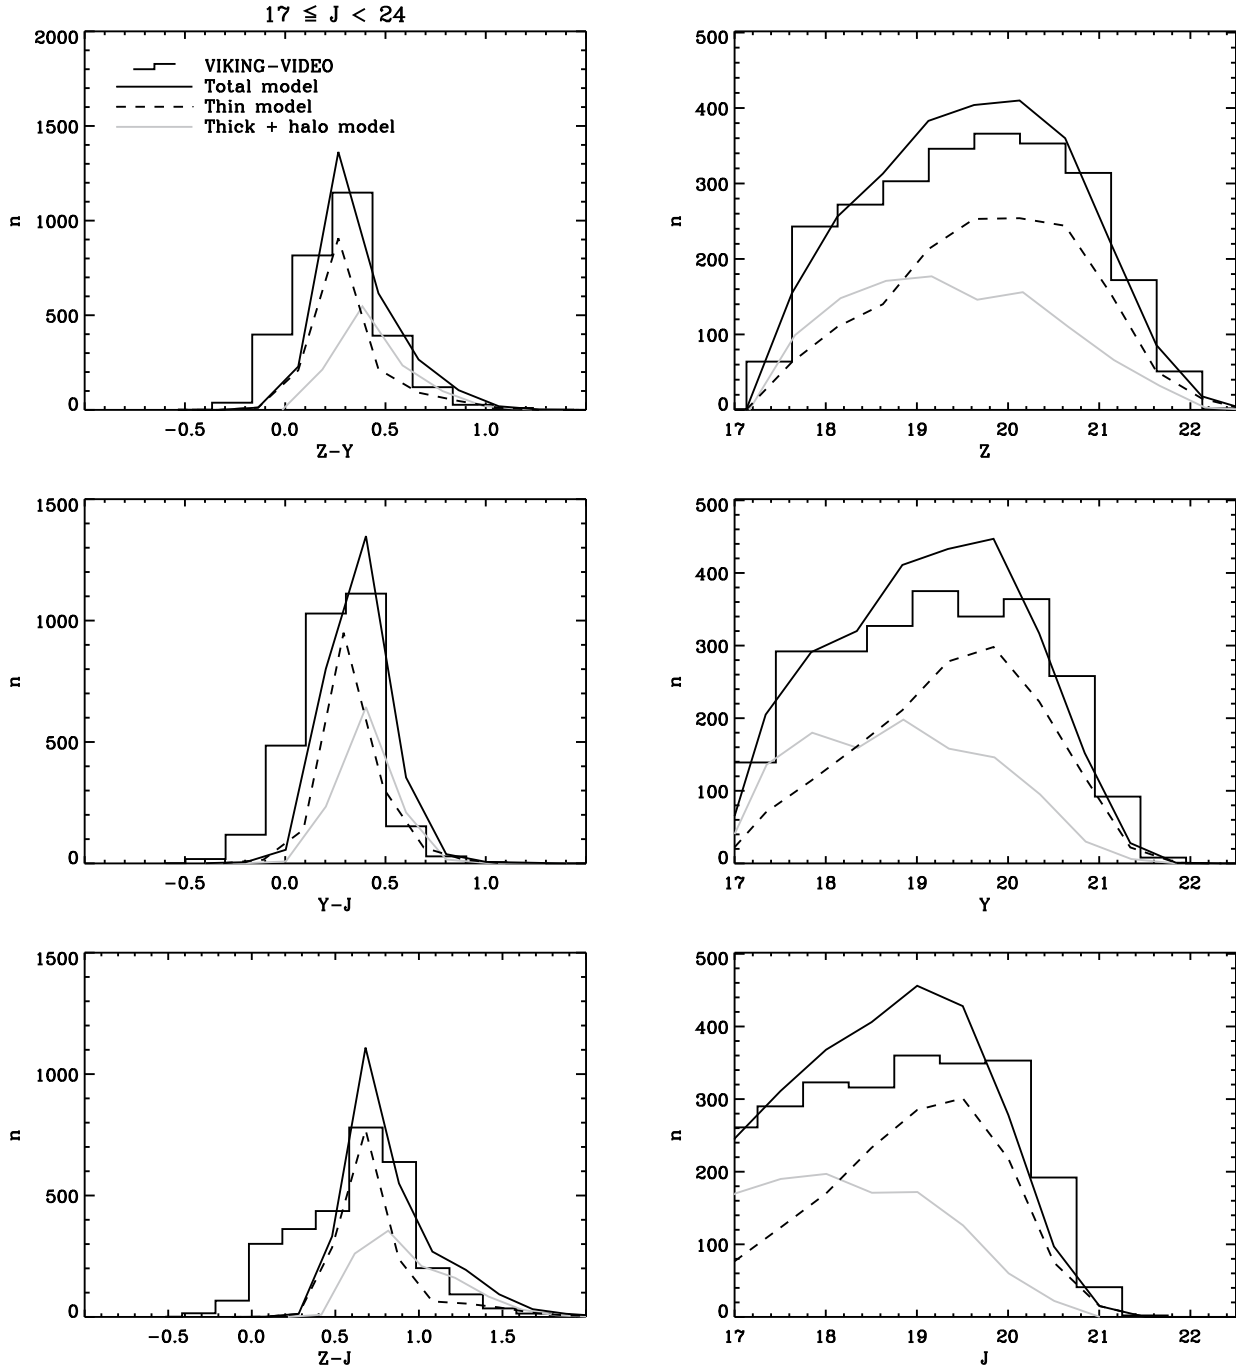 17 ≦ J < 24
2000
1500
1000
500
0
n
VIKING-VIDEO
Total model
Thin model
Thick + halo model
-0.5 0.0 0.5 1.0
Z-Y
500
400
300
200
100
0
n
17 18 19 20 21 22
Z
1500
1000
500
0
n
-0.5 0.0 0.5 1.0
Y-J
500
400
300
200
100
0
n
17 18 19 20 21 22
Y
1500
1000
500
0
n
-0.5 0.0 0.5 1.0 1.5
Z-J
500
400
300
200
100
0
n
17 18 19 20 21 22
J